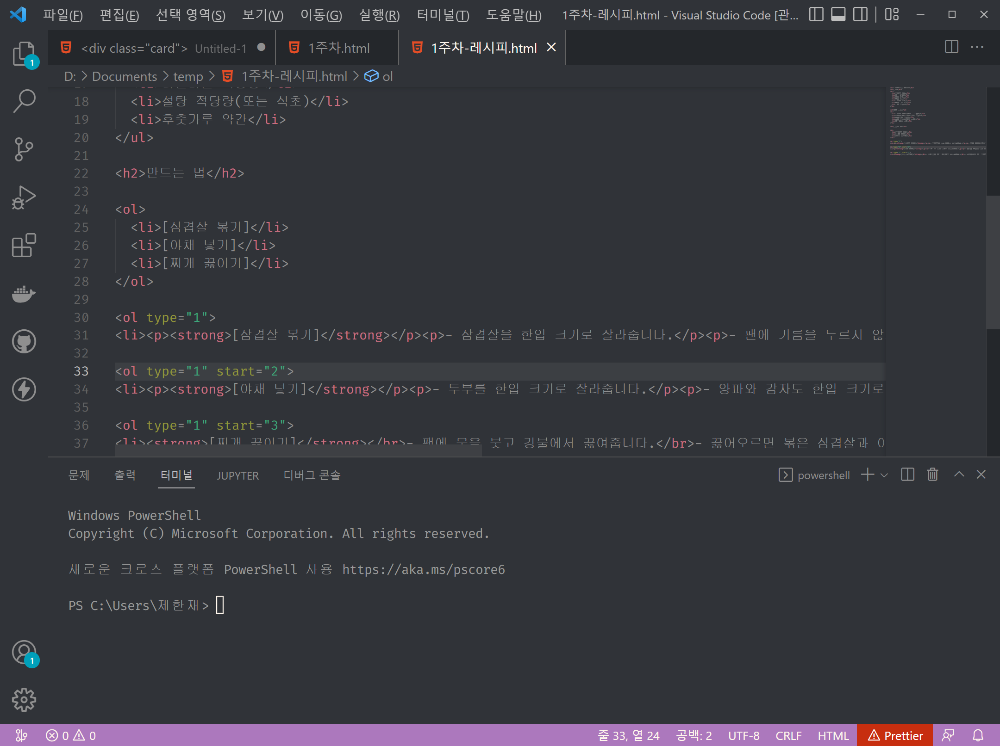 파일(F) 편집(E) 선택 영역(S) 보기(V) 이동(G) 실행(R) 터미널(T) 도움말(H) 1주차-레시피.html - Visual Studio Code [관...
<div class="card"> Untitled-1 1주차.html 1주차-레시피.html
D: > Documents > temp > 1주차-레시피.html > ol
18 <li>설탕 적당량(또는 식초)</li>
19 <li>후춧가루 약간</li>
20 </ul>
21
22 <h2>만드는 법</h2>
23
24 <ol>
25 <li>[삼겹살 볶기]</li>
26 <li>[야채 넣기]</li>
27 <li>[찌개 끓이기]</li>
28 </ol>
29
30 <ol type="1">
31 <li><p><strong>[삼겹살 볶기]</strong></p><p>- 삼겹살을 한입 크기로 잘라줍니다.</p><p>- 팬에 기름을 두르지 않
32
33 <ol type="1" start="2">
34 <li><p><strong>[야채 넣기]</strong></p><p>- 두부를 한입 크기로 잘라줍니다.</p><p>- 양파와 감자도 한입 크기로
35
36 <ol type="1" start="3">
37 <li><strong>[찌개 끓이기]</strong></br>- 팬에 물을 붓고 강불에서 끓여줍니다.</br>- 끓어오르면 볶은 삼겹살과
문제 출력 터미널 JUPYTER 디버그 콘솔 powershell
Windows PowerShell
Copyright (C) Microsoft Corporation. All rights reserved.
새로운 크로스 플랫폼 PowerShell 사용 https://aka.ms/pscore6
PS C:\Users\제한재>
1
1
0 0 줄 33, 열 24 공백: 2 UTF-8 CRLF HTML Prettier